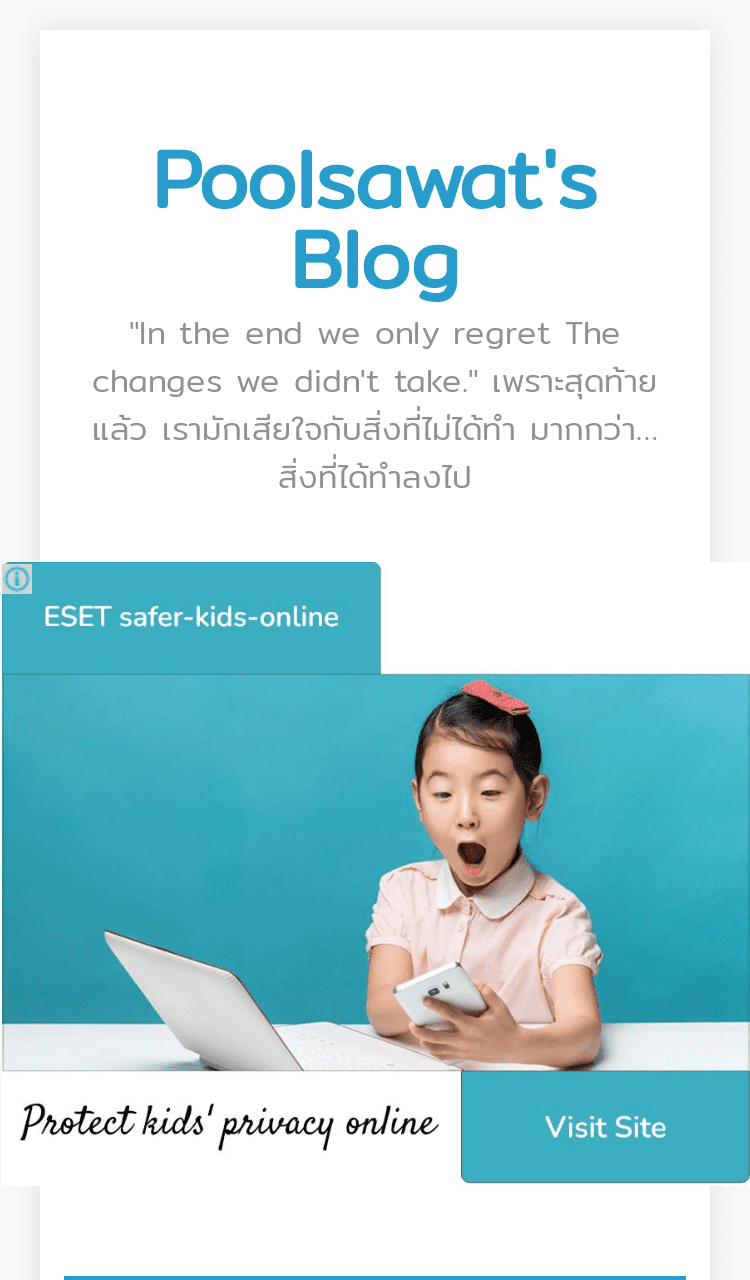 Poolsawat's
Blog
"In the end we only regret The
changes we didn't take." เพราะสุดท้าย
แล้ว เรามักเสียใจกับสิ่งที่ไม่ได้ทำ มากกว่า...
สิ่งที่ได้ทำลงไป
ESET safer-kids-online
Protect kids' privacy online
Visit Site